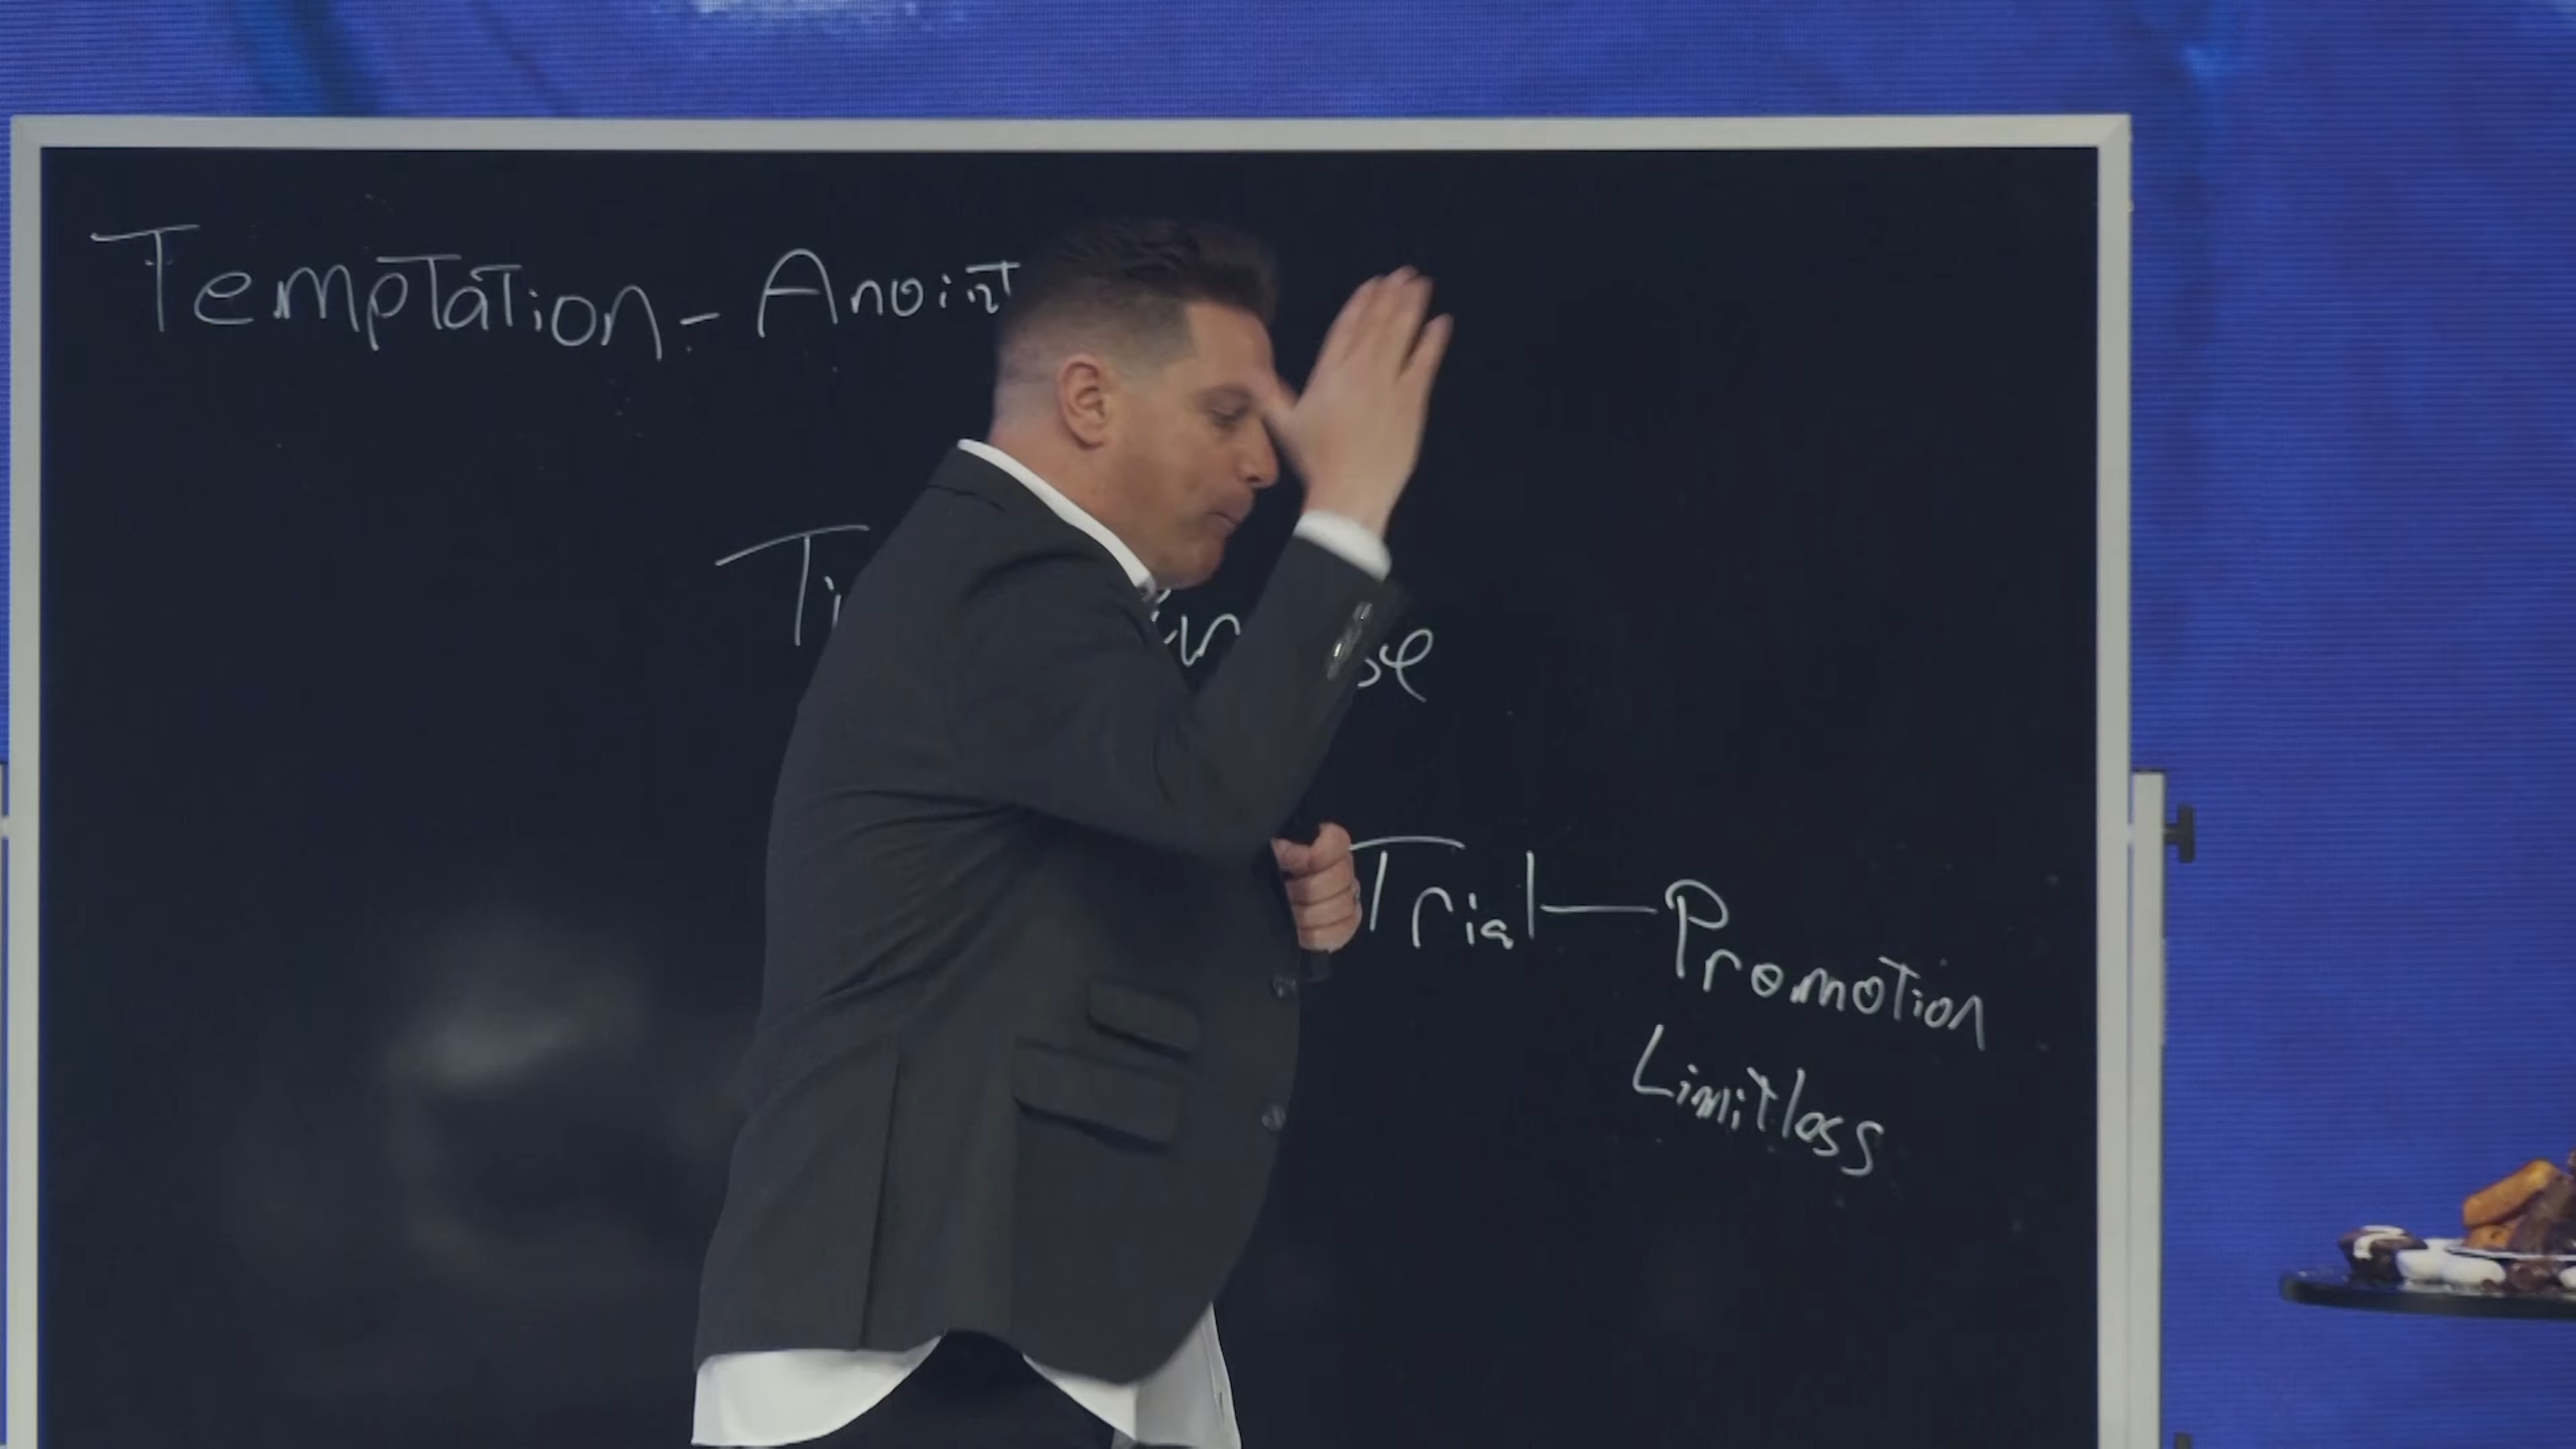 Temptation - Anoint
Trial — Promotion
Limitless